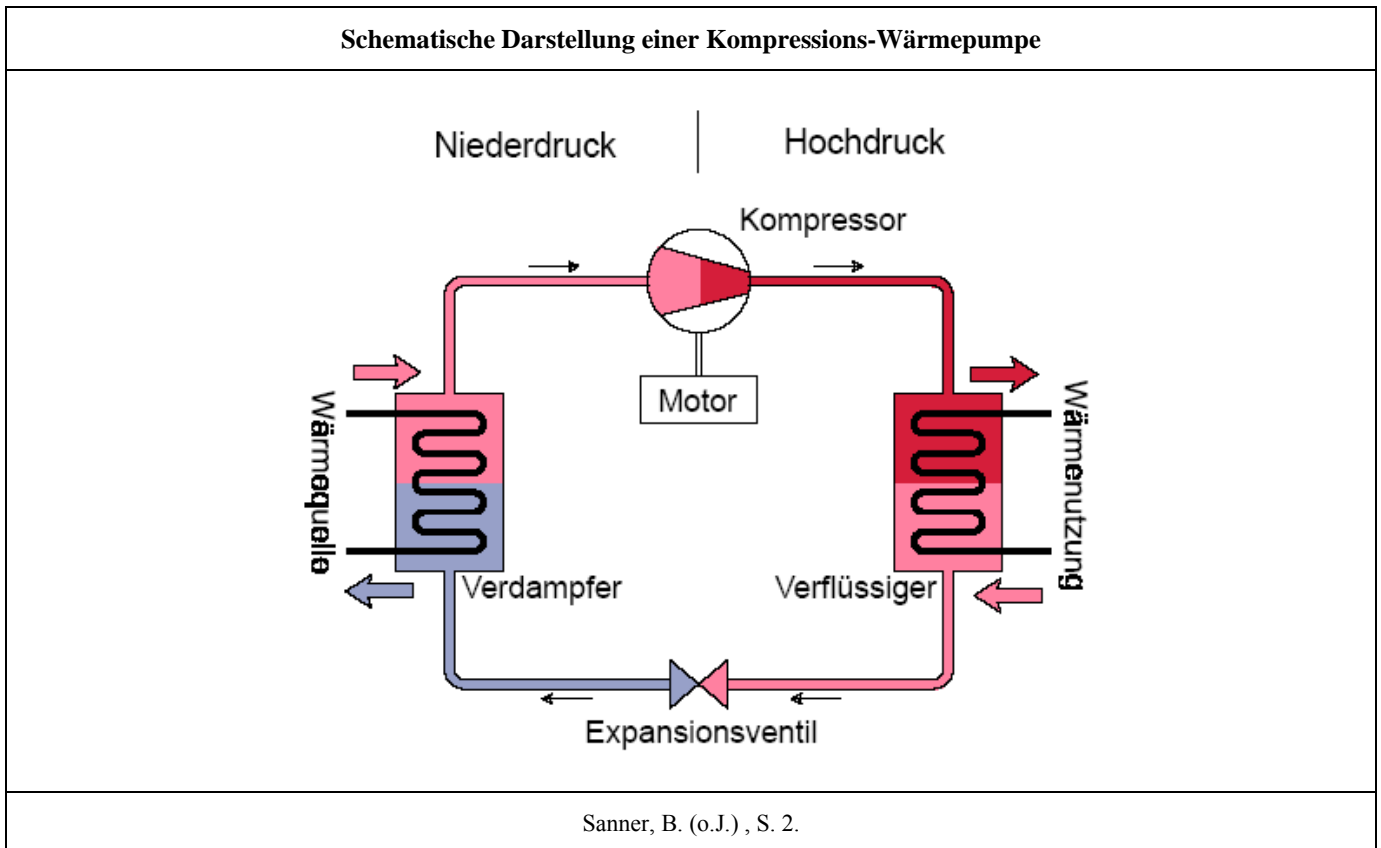 Schematische Darstellung einer Kompressions-Wärmepumpe
Niederdruck
Hochdruck
Kompressor
Motor
Wärmequelle
Wärmenutzung
Verdampfer
Verflüssiger
Expansionsventil
Sanner, B. (o.J.) , S. 2.